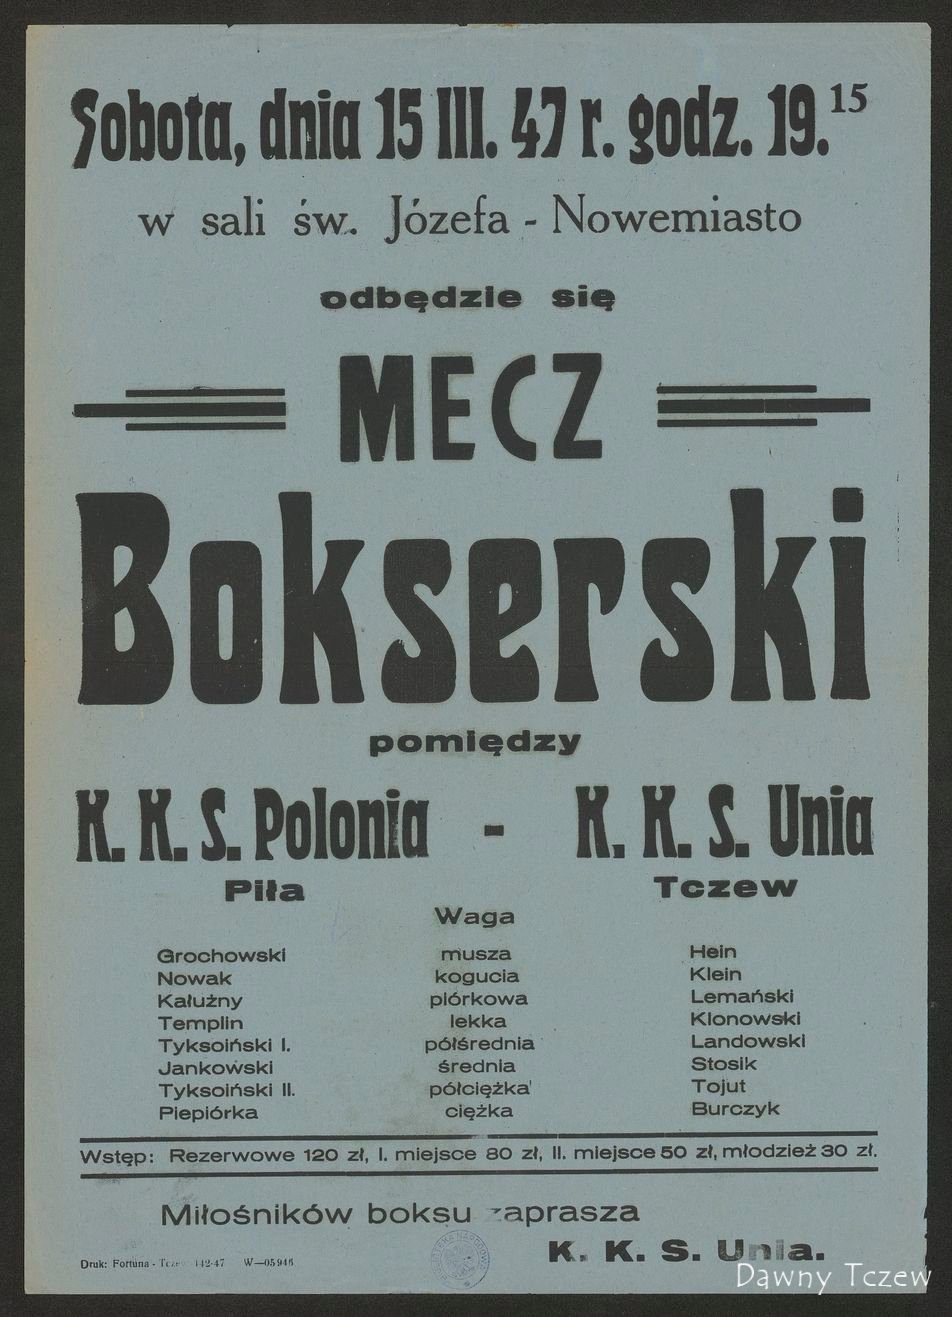 Sobota, dnia 15 III. 47 r. godz. 19.15
w sali św. Józefa - Nowemiasto
odbędzie się
MECZ
Bokserski
pomiędzy
K. K. S. Polonia - K. K. S. Unia
Piła Tczew
Waga
Grochowski musza Hein
Nowak kogucia Klein
Kałużny piórkowa Lemański
Templin lekka Klonowski
Tyksoiński I. półśrednia Landowski
Jankowski średnia Stosik
Tyksoiński II. półciężka Tojut
Piepiórka ciężka Burczyk
Wstęp: Rezerwowe 120 zł, I. miejsce 80 zł, II. miejsce 50 zł, młodzież 30 zł.
Miłośników boksu zaprasza
K. K. S. Unia.
Druk: Fortuna - Tczew 142-47 W—05946
Dawny Tczew